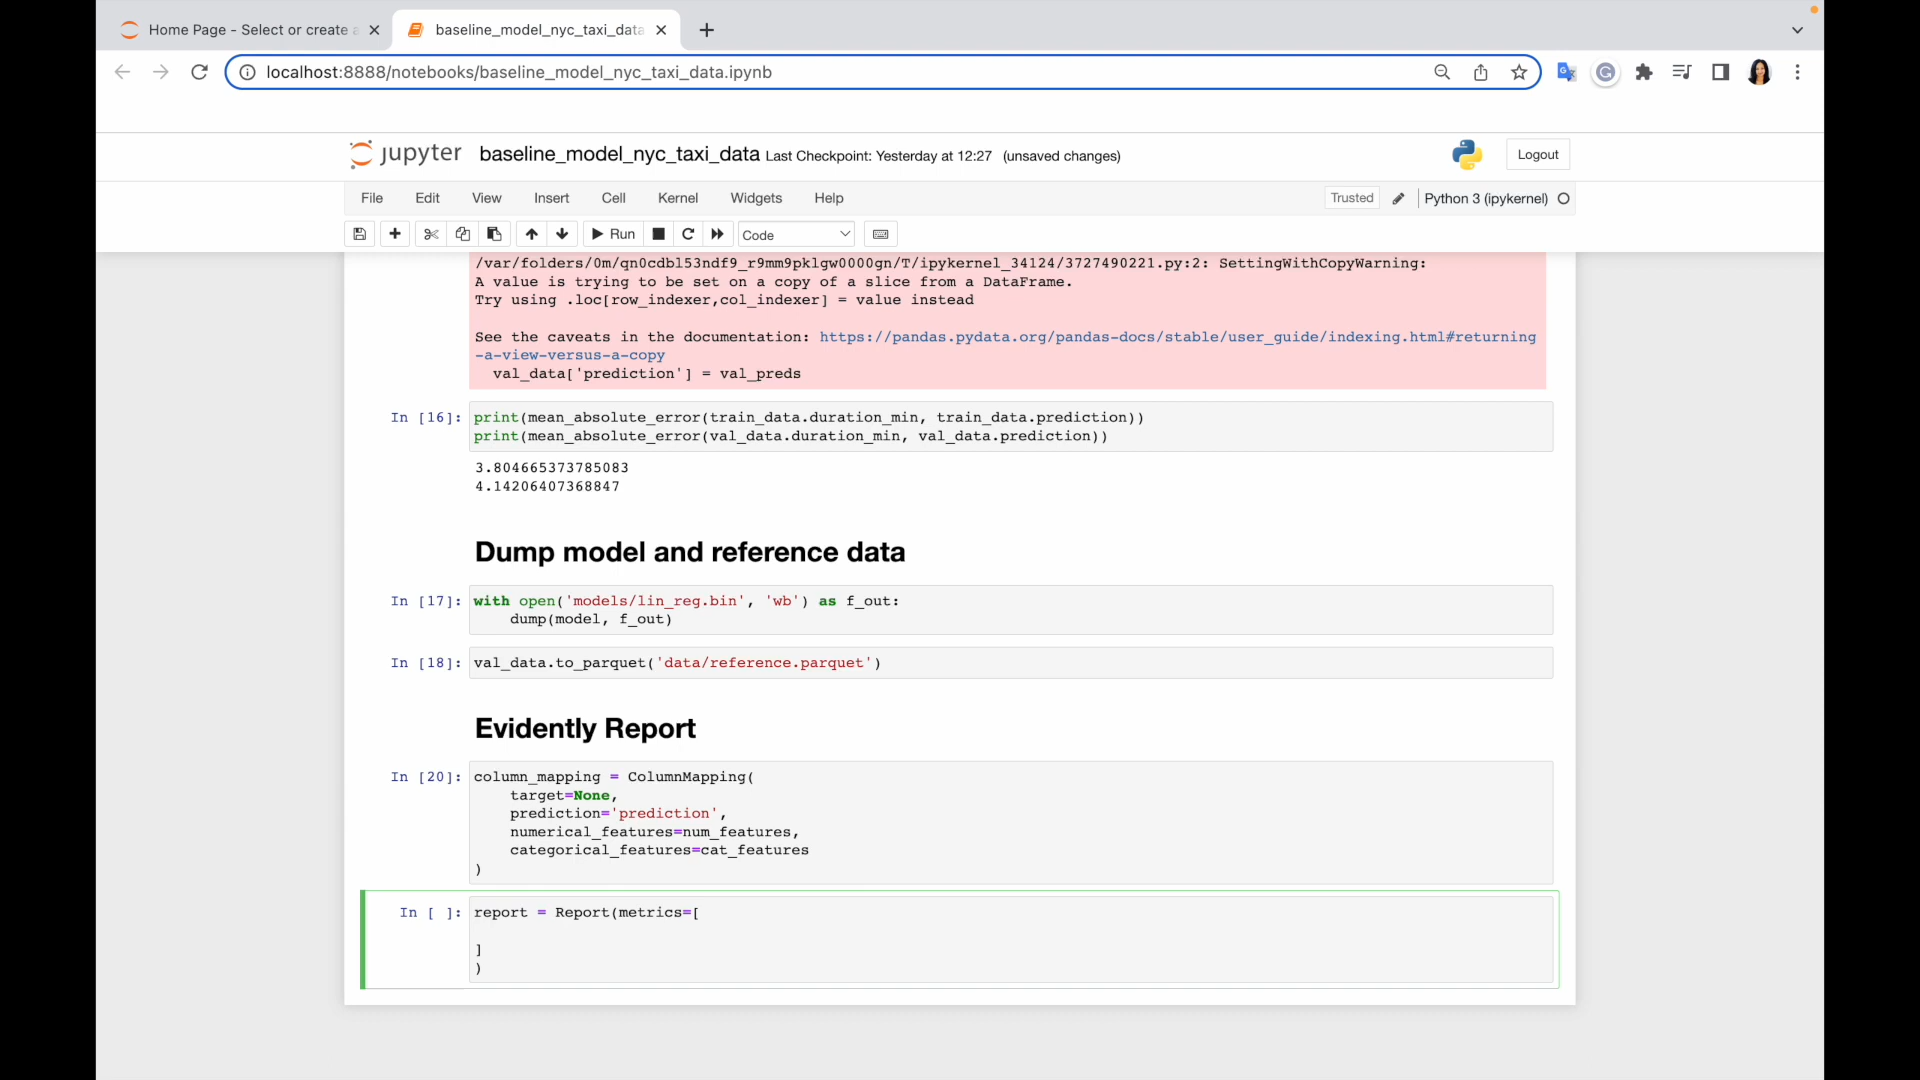 Home Page - Select or create a
baseline_model_nyc_taxi_data
localhost:8888/notebooks/baseline_model_nyc_taxi_data.ipynb
jupyter baseline_model_nyc_taxi_data Last Checkpoint: Yesterday at 12:27 (unsaved changes)
Logout
File Edit View Insert Cell Kernel Widgets Help
Trusted Python 3 (ipykernel)
Run Code
/var/folders/0m/qn0cdbl53ndf9_r9mm9pklgw0000gn/T/ipykernel_34124/3727490221.py:2: SettingWithCopyWarning:
A value is trying to be set on a copy of a slice from a DataFrame.
Try using .loc[row_indexer,col_indexer] = value instead
See the caveats in the documentation: https://pandas.pydata.org/pandas-docs/stable/user_guide/indexing.html#returning
-a-view-versus-a-copy
val_data['prediction'] = val_preds
In [16]: print(mean_absolute_error(train_data.duration_min, train_data.prediction))
print(mean_absolute_error(val_data.duration_min, val_data.prediction))
3.804665373785083
4.14206407368847
Dump model and reference data
In [17]: with open('models/lin_reg.bin', 'wb') as f_out:
dump(model, f_out)
In [18]: val_data.to_parquet('data/reference.parquet')
Evidently Report
In [20]: column_mapping = ColumnMapping(
target=None,
prediction='prediction',
numerical_features=num_features,
categorical_features=cat_features
)
In [ ]: report = Report(metrics=[
]
)